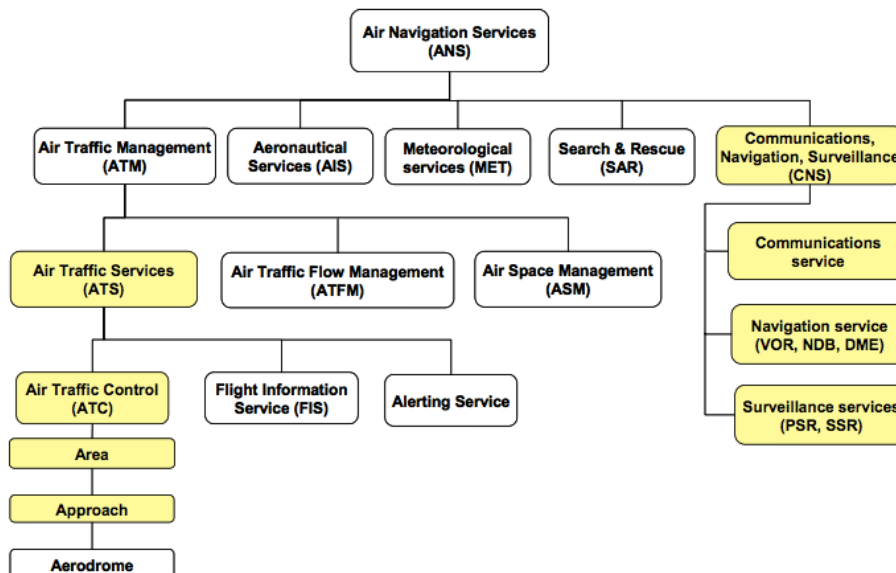 Air Navigation Services
(ANS)
Air Traffic Management
(ATM)
Aeronautical
Services (AIS)
Meteorological
services (MET)
Search & Rescue
(SAR)
Communications,
Navigation, Surveillance
(CNS)
Communications
service
Air Traffic Services
(ATS)
Air Traffic Flow Management
(ATFM)
Air Space Management
(ASM)
Navigation service
(VOR, NDB, DME)
Air Traffic Control
(ATC)
Flight Information
Service (FIS)
Alerting Service
Surveillance services
(PSR, SSR)
Area
Approach
Aerodrome